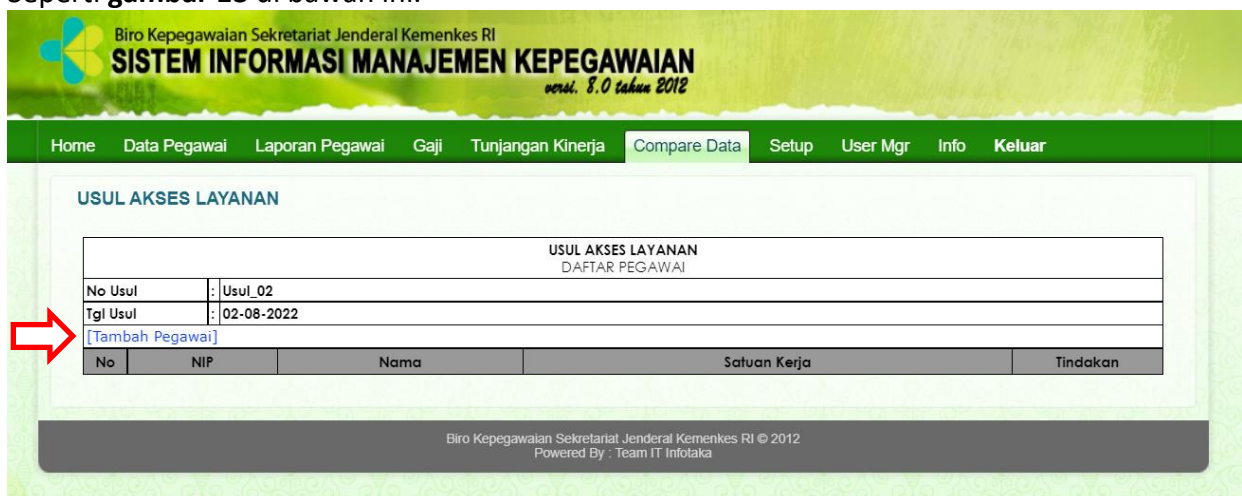 seperti gambar 13 di bawah ini.
Biro Kepegawaian Sekretariat Jenderal Kemenkes RI
SISTEM INFORMASI MANAJEMEN KEPEGAWAIAN
versi. 8.0 tahun 2012
Home Data Pegawai Laporan Pegawai Gaji Tunjangan Kinerja Compare Data Setup User Mgr Info Keluar
USUL AKSES LAYANAN
USUL AKSES LAYANAN
DAFTAR PEGAWAI
No Usul : Usul_02
Tgl Usul : 02-08-2022
[Tambah Pegawai]
No NIP Nama Satuan Kerja Tindakan
Biro Kepegawaian Sekretariat Jenderal Kemenkes RI © 2012
Powered By : Team IT Infotaka